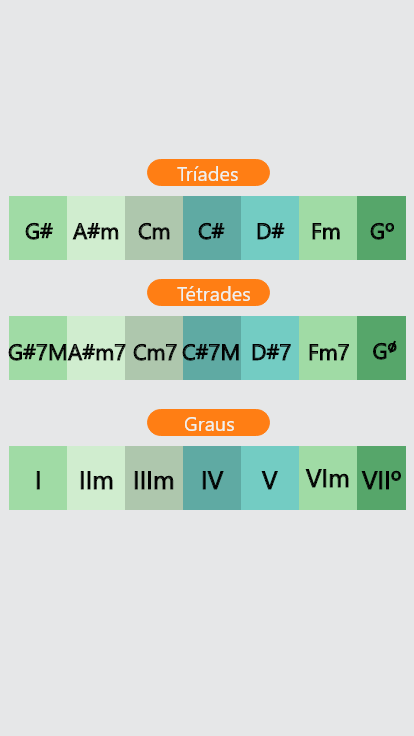 Tríades
G# A#m Cm C# D# Fm Gº
Tétrades
G#7M A#m7 Cm7 C#7M D#7 Fm7 Gø
Graus
I IIm IIIm IV V VIm VIIº